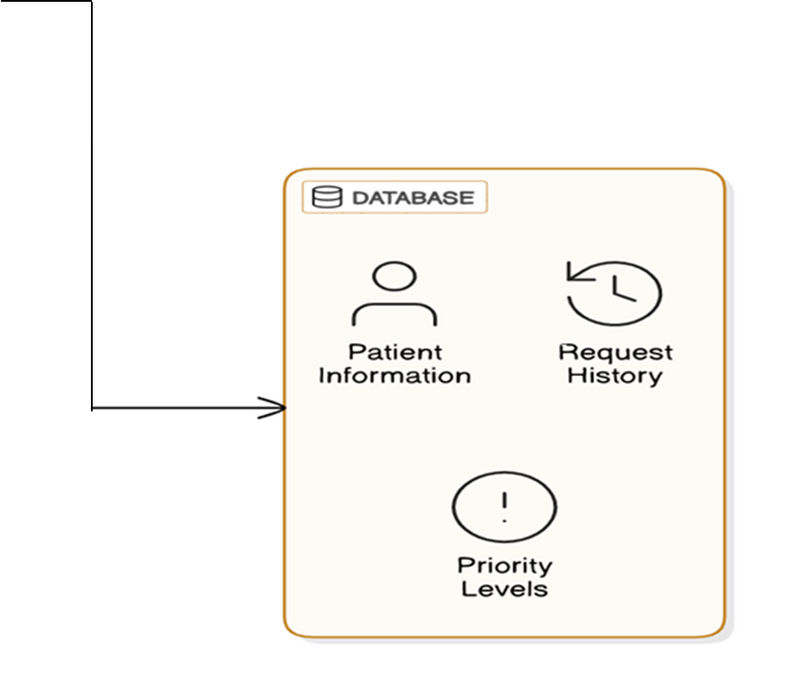 DATABASE
Patient
Information
Request
History
Priority
Levels